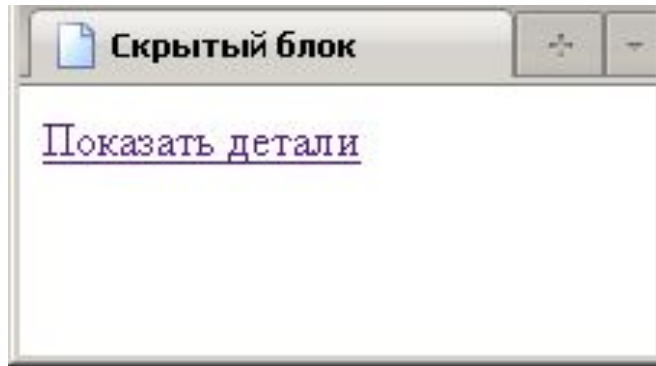 Скрытый блок
Показать детали